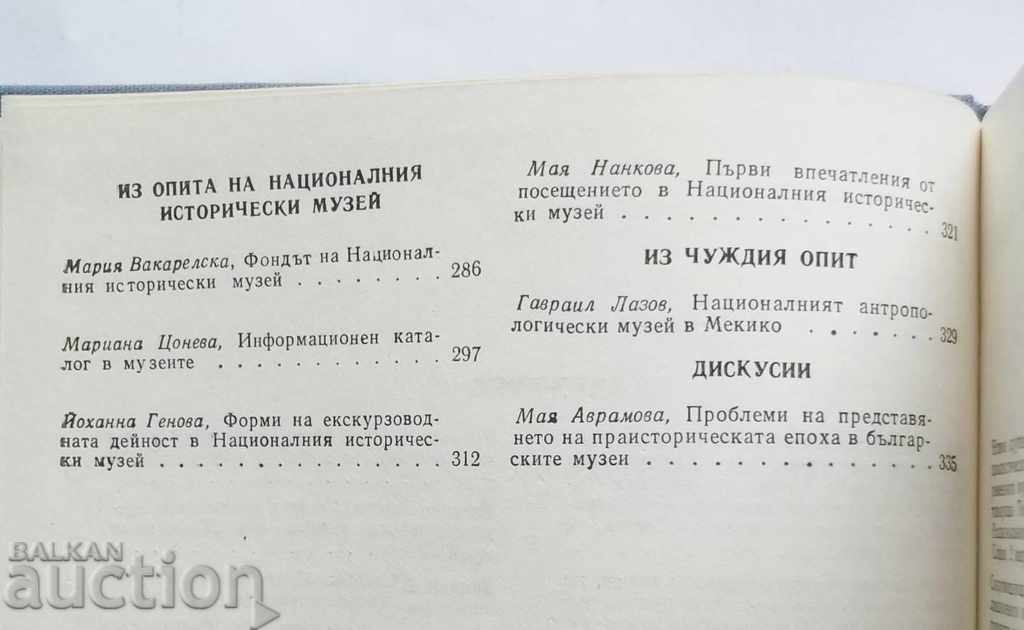 ИЗ ОПИТА НА НАЦИОНАЛНИЯ
ИСТОРИЧЕСКИ МУЗЕЙ
Мария Вакарелска, Фондът на Национал-
ния исторически музей . . . . . . . . 286
Мариана Цонева, Информационен ката-
лог в музеите . . . . . . . . . . . . 297
Йоханна Генова, Форми на екскурзовод-
ната дейност в Националния историчес-
ки музей . . . . . . . . . . . . . . . 312
Мая Нанкова, Първи впечатления от
посещението в Националния историчес-
ки музей . . . . . . . . . . . . . . . 321
ИЗ ЧУЖДИЯ ОПИТ
Гавраил Лазов, Националният антропо-
логически музей в Мекико . . . . . . 329
ДИСКУСИИ
Мая Аврамова, Проблеми на представя-
нето на праисторическата епоха в българ-
ските музеи . . . . . . . . . . . . . 335
BALKAN
auction